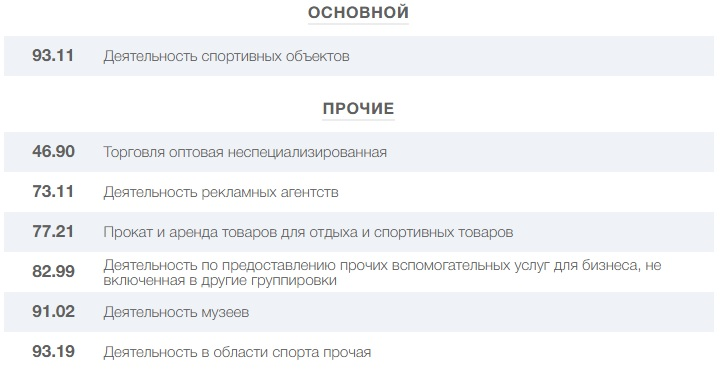 ОСНОВНОЙ
93.11 Деятельность спортивных объектов
ПРОЧИЕ
46.90 Торговля оптовая неспециализированная
73.11 Деятельность рекламных агентств
77.21 Прокат и аренда товаров для отдыха и спортивных товаров
82.99 Деятельность по предоставлению прочих вспомогательных услуг для бизнеса, не
включенная в другие группировки
91.02 Деятельность музеев
93.19 Деятельность в области спорта прочая